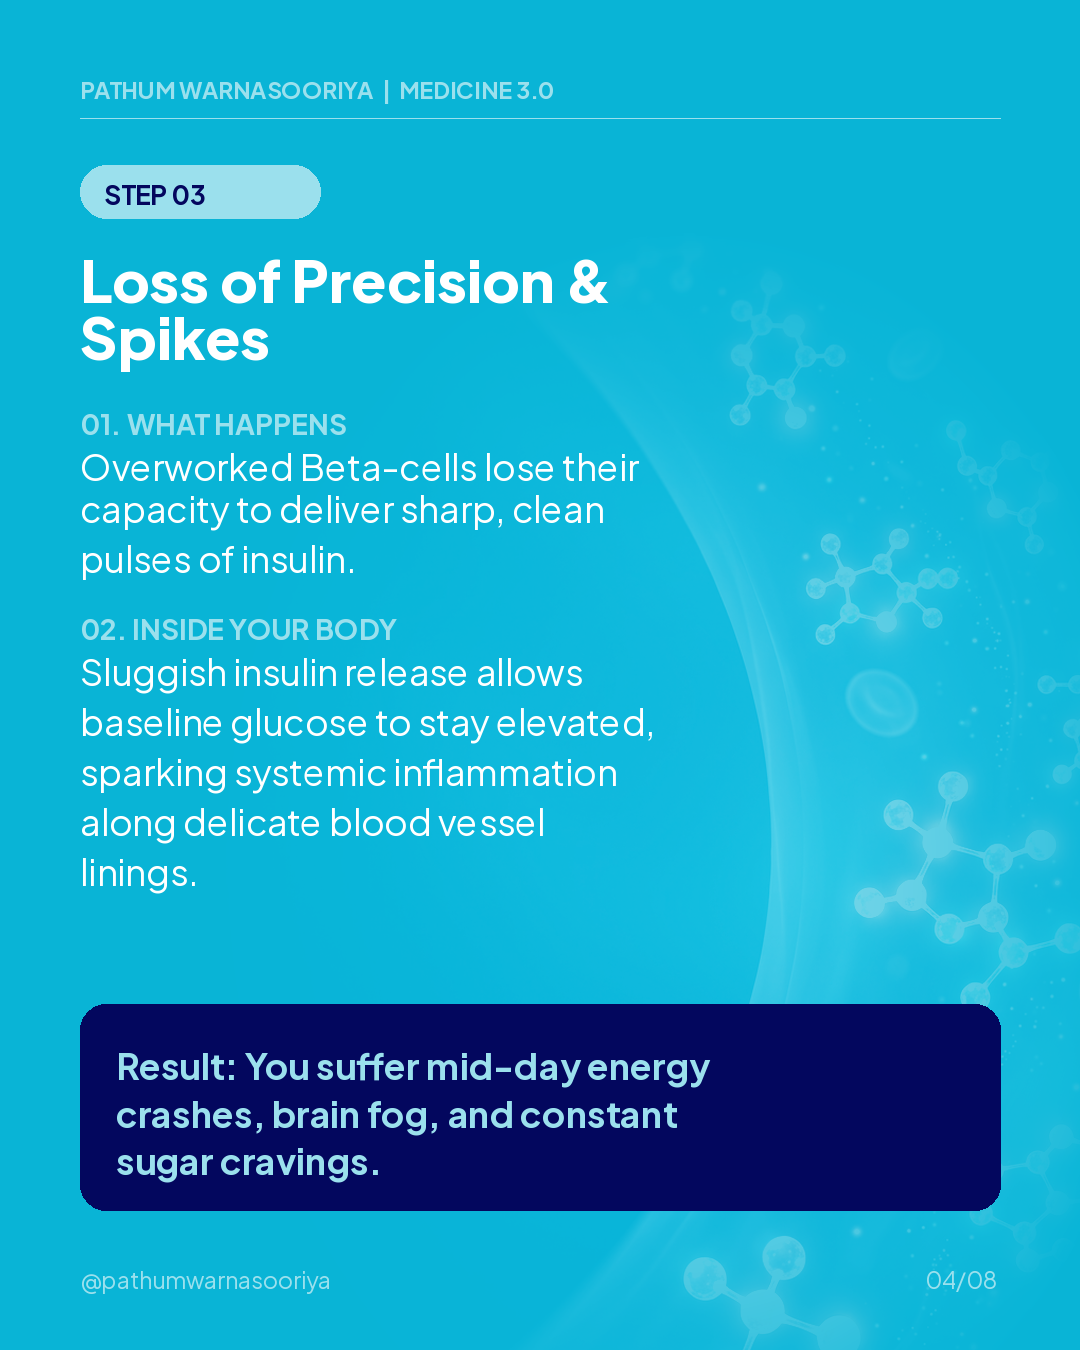 PATHUM WARNASOORIYA | MEDICINE 3.0
STEP 03
Loss of Precision &
Spikes
01. WHAT HAPPENS
Overworked Beta-cells lose their
capacity to deliver sharp, clean
pulses of insulin.
02. INSIDE YOUR BODY
Sluggish insulin release allows
baseline glucose to stay elevated,
sparking systemic inflammation
along delicate blood vessel
linings.
Result: You suffer mid-day energy
crashes, brain fog, and constant
sugar cravings.
@pathumwarnasooriya
04/08